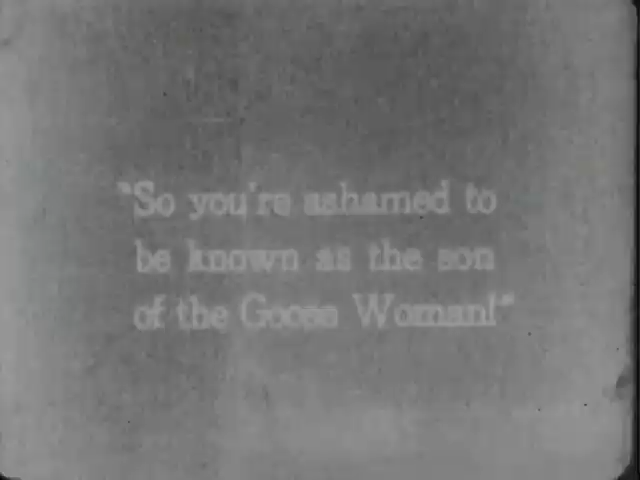 "So you're ashamed to
be known as the son
of the Goose Woman!"